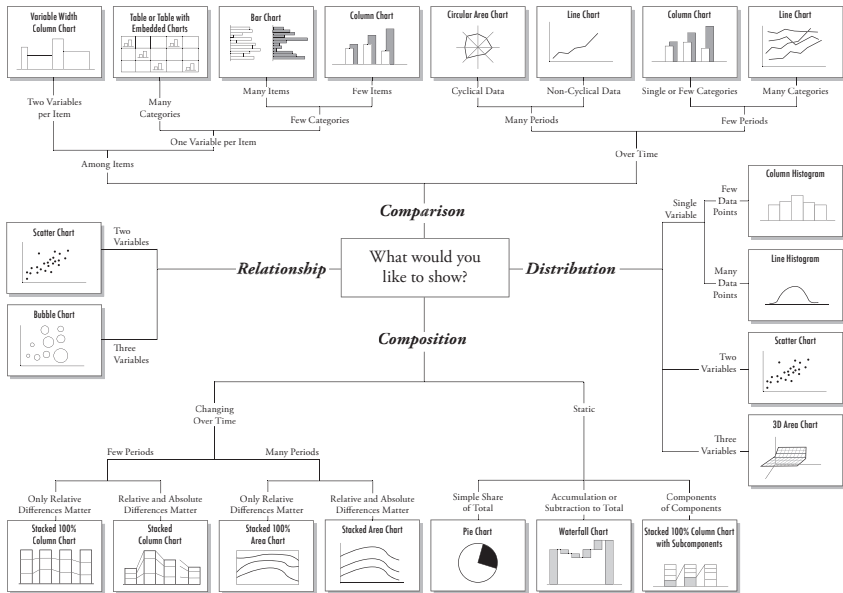 Variable Width
Column Chart
Table or Table with
Embedded Charts
Bar Chart
Column Chart
Circular Area Chart
Line Chart
Column Chart
Line Chart
Two Variables
per Item
Many
Categories
Many Items
Few Items
Cyclical Data
Non-Cyclical Data
Single or Few Categories
Many Categories
Few Categories
Many Periods
Few Periods
One Variable per Item
Among Items
Over Time
Comparison
Column Histogram
Single
Variable
Few
Data
Points
Scatter Chart
Two
Variables
Relationship
What would you
like to show?
Distribution
Line Histogram
Many
Data
Points
Bubble Chart
Three
Variables
Composition
Scatter Chart
Two
Variables
3D Area Chart
Three
Variables
Changing
Over Time
Static
Few Periods
Many Periods
Only Relative
Differences Matter
Relative and Absolute
Differences Matter
Only Relative
Differences Matter
Relative and Absolute
Differences Matter
Simple Share
of Total
Accumulation or
Subtraction to Total
Components
of Components
Stacked 100%
Column Chart
Stacked
Column Chart
Stacked 100%
Area Chart
Stacked Area Chart
Pie Chart
Waterfall Chart
Stacked 100% Column Chart
with Subcomponents